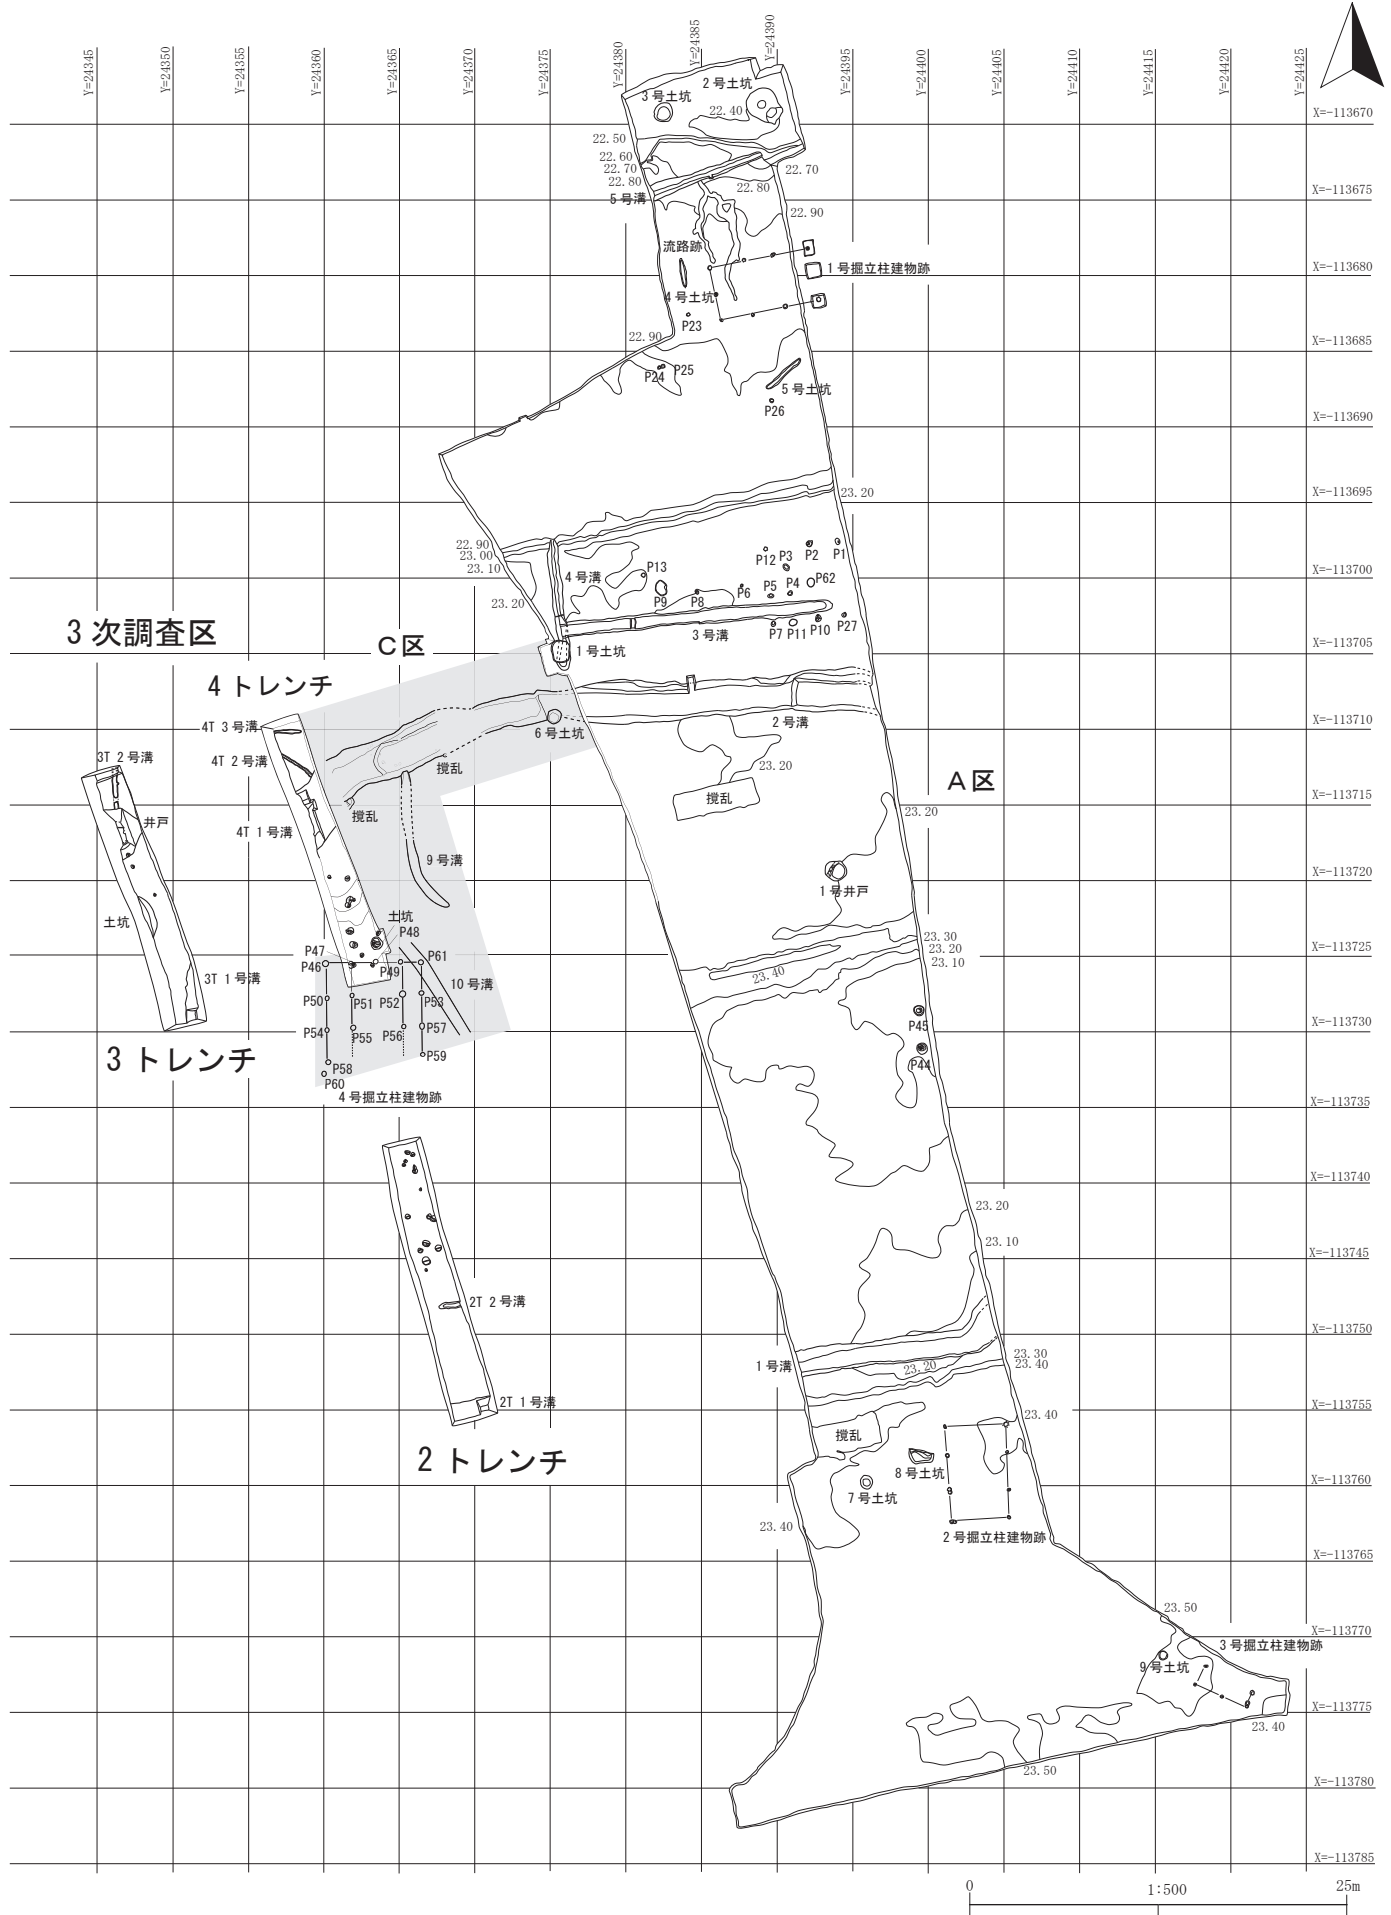 Y=24345
Y=24350
Y=24355
Y=24360
Y=24365
Y=24370
Y=24375
Y=24380
Y=24385
Y=24390
Y=24395
Y=24400
Y=24405
Y=24410
Y=24415
Y=24420
Y=24425
2号土坑
3号土坑
22.40
X=-113670
22.50
22.60
22.70
22.80
22.70
22.80
5号溝
X=-113675
22.90
流路跡
1号掘立柱建物跡
X=-113680
4号土坑
P23
22.90
X=-113685
P24
P25
5号土坑
P26
X=-113690
23.20
X=-113695
22.90
23.00
23.10
P12
P3
P2
P1
4号溝
P13
X=-113700
P9
P8
P6
P5
P4
P62
23.20
3号溝
P7
P11
P10
P27
3次調査区
C区
1号土坑
X=-113705
4トレンチ
4T 3号溝
6号土坑
2号溝
X=-113710
3T 2号溝
4T 2号溝
撹乱
23.20
A区
撹乱
23.20
X=-113715
井戸
4T 1号溝
撹乱
9号溝
1号井戸
X=-113720
土坑
土坑
P48
23.30
23.20
23.10
X=-113725
P47
P46
P49
P61
3T 1号溝
23.40
10号溝
P50
P51
P52
P53
P45
X=-113730
P54
P55
P56
P57
3トレンチ
P59
P44
P58
P60
4号掘立柱建物跡
X=-113735
X=-113740
23.20
23.10
X=-113745
2T 2号溝
X=-113750
1号溝
23.20
23.30
23.40
2T 1号溝
X=-113755
23.40
撹乱
2トレンチ
8号土坑
7号土坑
X=-113760
23.40
2号掘立柱建物跡
X=-113765
23.50
X=-113770
3号掘立柱建物跡
9号土坑
X=-113775
23.40
23.50
X=-113780
X=-113785
0
1:500
25m